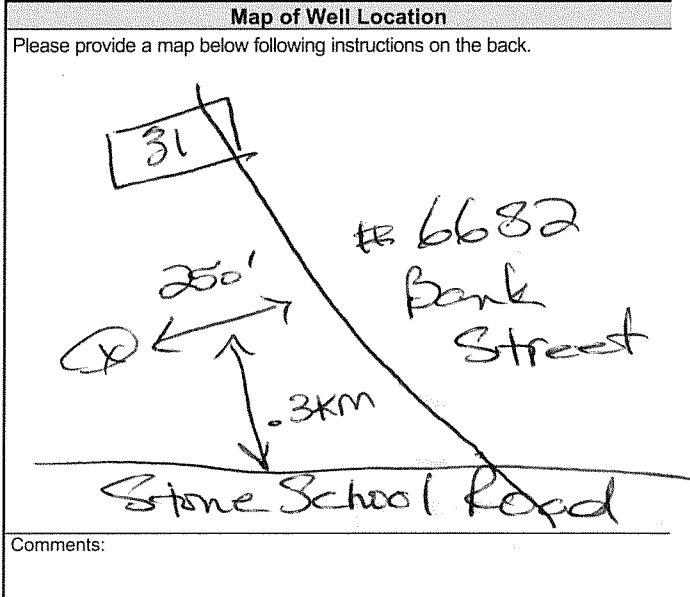 Map of Well Location
Please provide a map below following instructions on the back.
31
# 6682
Bank
Street
250'
X
.3KM
Stone School Road
Comments: